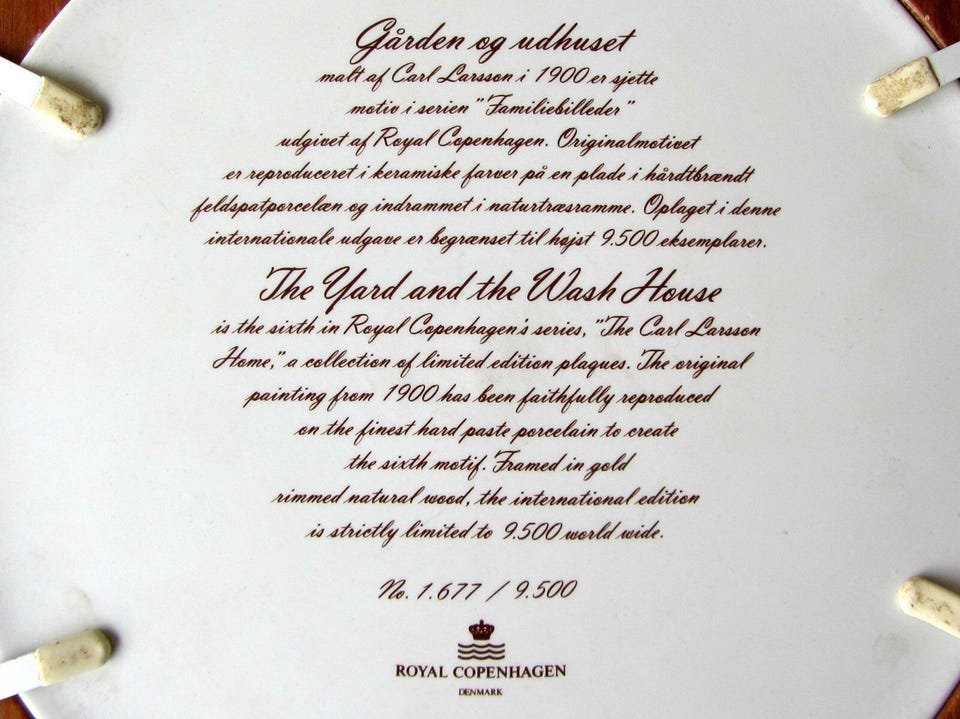 Gården og udhuset
malt af Carl Larsson i 1900 er sjette
motiv i serien "Familiebilleder"
udgivet af Royal Copenhagen. Originalmotivet
er reproduceret i keramiske farver på en plade i hårdtbrændt
feldspatporcelæn og indrammet i naturtræsramme. Oplaget i denne
internationale udgave er begrænset til højst 9.500 eksemplarer.
The Yard and the Wash House
is the sixth in Royal Copenhagen's series, "The Carl Larsson
Home," a collection of limited edition plaques. The original
painting from 1900 has been faithfully reproduced
on the finest hard paste porcelain to create
the sixth motif. Framed in gold
rimmed natural wood, the international edition
is strictly limited to 9.500 world wide.
No. 1.677 / 9.500
ROYAL COPENHAGEN
DENMARK